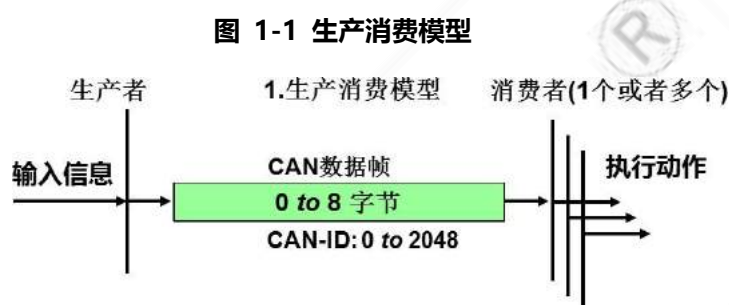 图 1-1 生产消费模型
生产者
1.生产消费模型
消费者(1个或者多个)
输入信息
CAN数据帧
0 to 8 字节
CAN-ID: 0 to 2048
执行动作
R